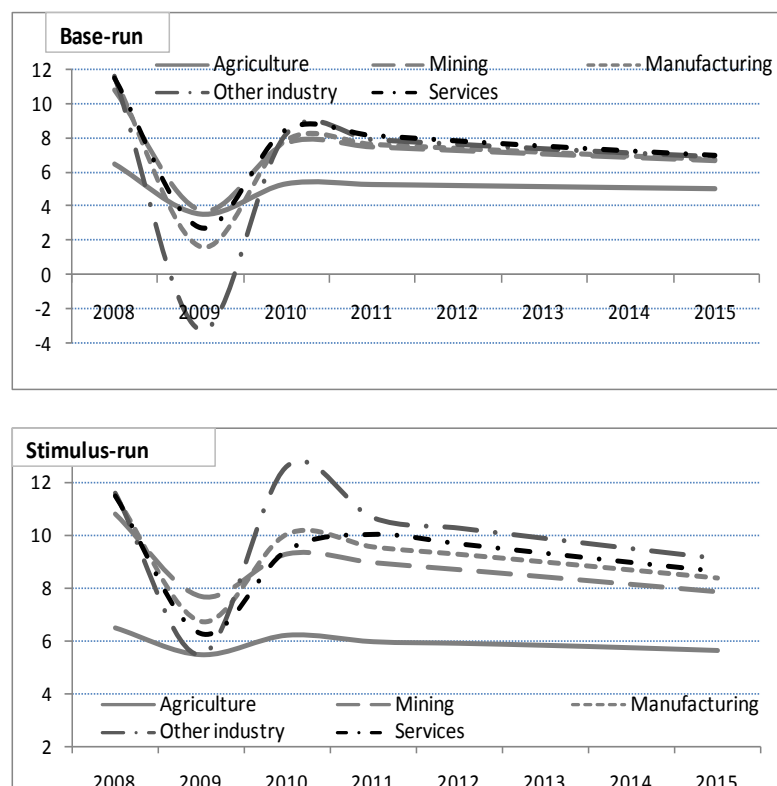 Base-run
12
Agriculture Mining Manufacturing
10
Other industry Services
8
6
4
2
0
2008 2009 2010 2011 2012 2013 2014 2015
-2
-4
Stimulus-run
12
10
8
6
4
Agriculture Mining Manufacturing
Other industry Services
2
2008 2009 2010 2011 2012 2013 2014 2015